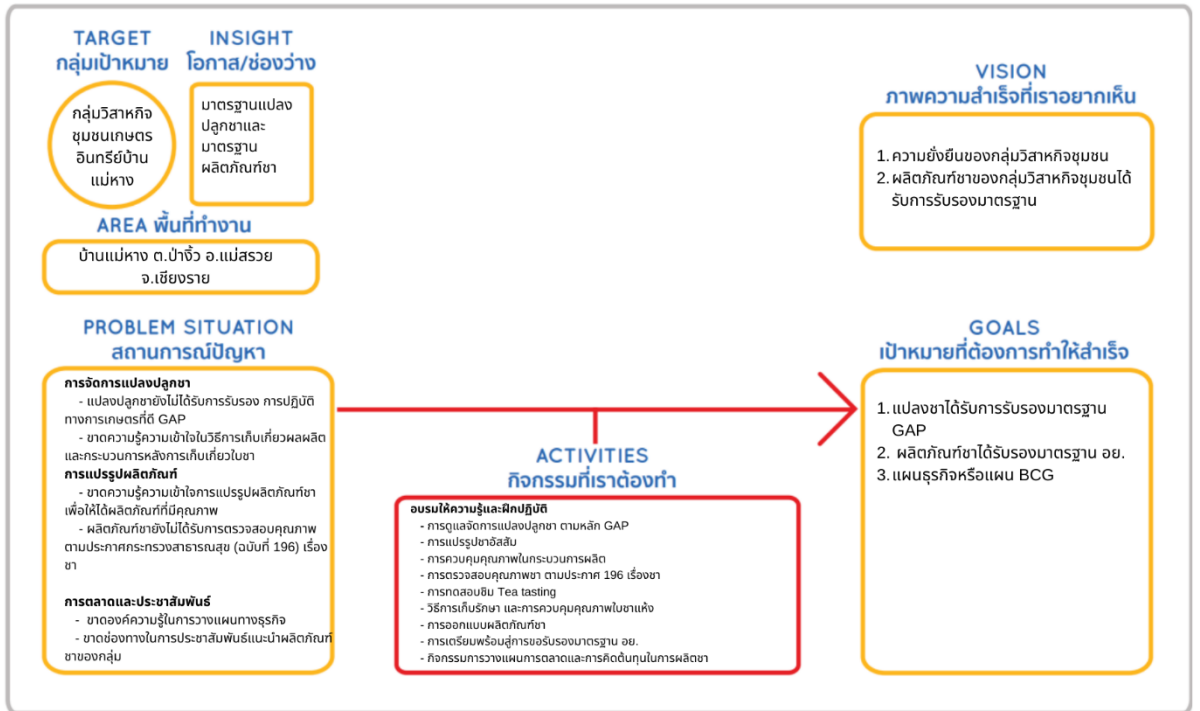 TARGET
กลุ่มเป้าหมาย
กลุ่มวิสาหกิจ
ชุมชนเกษตร
อินทรีย์บ้าน
แม่หาง
INSIGHT
โอกาส/ช่องว่าง
มาตรฐานแปลง
ปลูกชาและ
มาตรฐาน
ผลิตภัณฑ์ชา
AREA พื้นที่ทำงาน
บ้านแม่หาง ต.ป่างิ้ว อ.แม่สรวย
จ.เชียงราย
VISION
ภาพความสำเร็จที่เราอยากเห็น
1. ความยั่งยืนของกลุ่มวิสาหกิจชุมชน
2. ผลิตภัณฑ์ชาของกลุ่มวิสาหกิจชุมชนได้
รับการรับรองมาตรฐาน
PROBLEM SITUATION
สถานการณ์ปัญหา
การจัดการแปลงปลูกชา
- แปลงปลูกชายังไม่ได้รับการรับรอง การปฏิบัติ
ทางการเกษตรที่ดี GAP
- ขาดความรู้ความเข้าใจในวิธีการเก็บเกี่ยวผลผลิต
และกระบวนการหลังการเก็บเกี่ยวใบชา
การแปรรูปผลิตภัณฑ์
- ขาดความรู้ความเข้าใจการแปรรูปผลิตภัณฑ์ชา
เพื่อให้ได้ผลิตภัณฑ์ที่มีคุณภาพ
- ผลิตภัณฑ์ชายังไม่ได้รับการตรวจสอบคุณภาพ
ตามประกาศกระทรวงสาธารณสุข (ฉบับที่ 196) เรื่อง
ชา
การตลาดและประชาสัมพันธ์
- ขาดองค์ความรู้ในการวางแผนทางธุรกิจ
- ขาดช่องทางในการประชาสัมพันธ์แนะนำผลิตภัณฑ์
ชาของกลุ่ม
ACTIVITIES
กิจกรรมที่เราต้องทำ
อบรมให้ความรู้และฝึกปฏิบัติ
- การดูแลจัดการแปลงปลูกชา ตามหลัก GAP
- การแปรรูปชาอัสสัม
- การควบคุมคุณภาพในกระบวนการผลิต
- การตรวจสอบคุณภาพชา ตามประกาศ 196 เรื่องชา
- การทดสอบชิม Tea tasting
- วิธีการเก็บรักษา และการควบคุมคุณภาพใบชาแห้ง
- การออกแบบผลิตภัณฑ์ชา
- การเตรียมพร้อมสู่การขอรับรองมาตรฐาน อย.
- กิจกรรมการวางแผนการตลาดและการคิดต้นทุนในการผลิตชา
GOALS
เป้าหมายที่ต้องการทำให้สำเร็จ
1. แปลงชาได้รับการรับรองมาตรฐาน
GAP
2. ผลิตภัณฑ์ชาได้รับรองมาตรฐาน อย.
3. แผนธุรกิจหรือแผน BCG